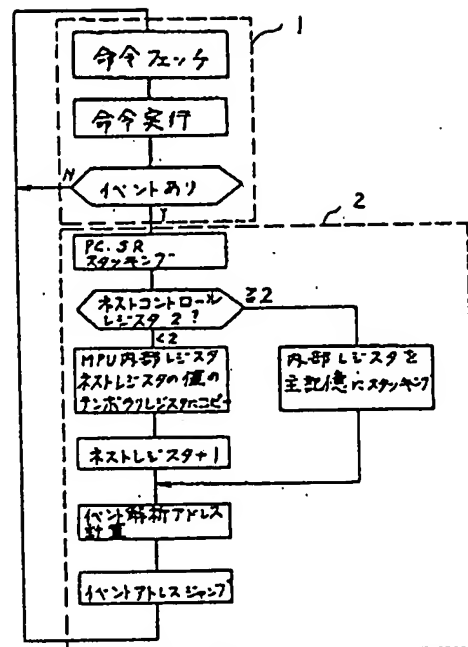 1
命令フェッチ
命令実行
イベントあり
N
Y
2
PC.SR
スタッキング
ネストコントロール
レジスタ2?
≧2
<2
MPU内部レジスタ
ネストレジスタの値の
テンポラリレジスタにコピー
内部レジスタを
主記憶にスタッキング
ネストレジスタ+1
イベント解析アドレス
計算
イベントアドレスジャンプ